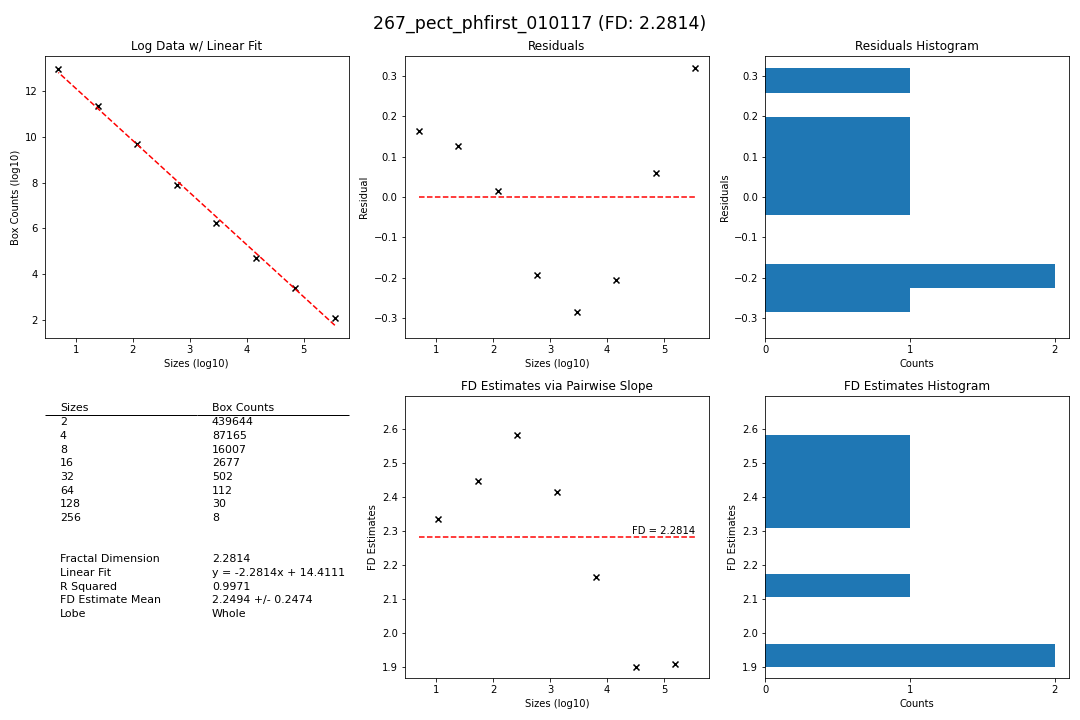 267_pect_phfirst_010117 (FD: 2.2814)
Log Data w/ Linear Fit
Box Counts (log10)
12
10
8
6
4
2
1 2 3 4 5
Sizes (log10)
Residuals
Residual
0.3
0.2
0.1
0.0
−0.1
−0.2
−0.3
1 2 3 4 5
Sizes (log10)
Residuals Histogram
Residuals
0.3
0.2
0.1
0.0
−0.1
−0.2
−0.3
0 1 2
Counts
Sizes Box Counts
2 439644
4 87165
8 16007
16 2677
32 502
64 112
128 30
256 8
Fractal Dimension 2.2814
Linear Fit y = -2.2814x + 14.4111
R Squared 0.9971
FD Estimate Mean 2.2494 +/- 0.2474
Lobe Whole
FD Estimates via Pairwise Slope
FD Estimates
2.6
2.5
2.4
2.3
2.2
2.1
2.0
1.9
FD = 2.2814
1 2 3 4 5
Sizes (log10)
FD Estimates Histogram
FD Estimates
2.6
2.5
2.4
2.3
2.2
2.1
2.0
1.9
0 1 2
Counts